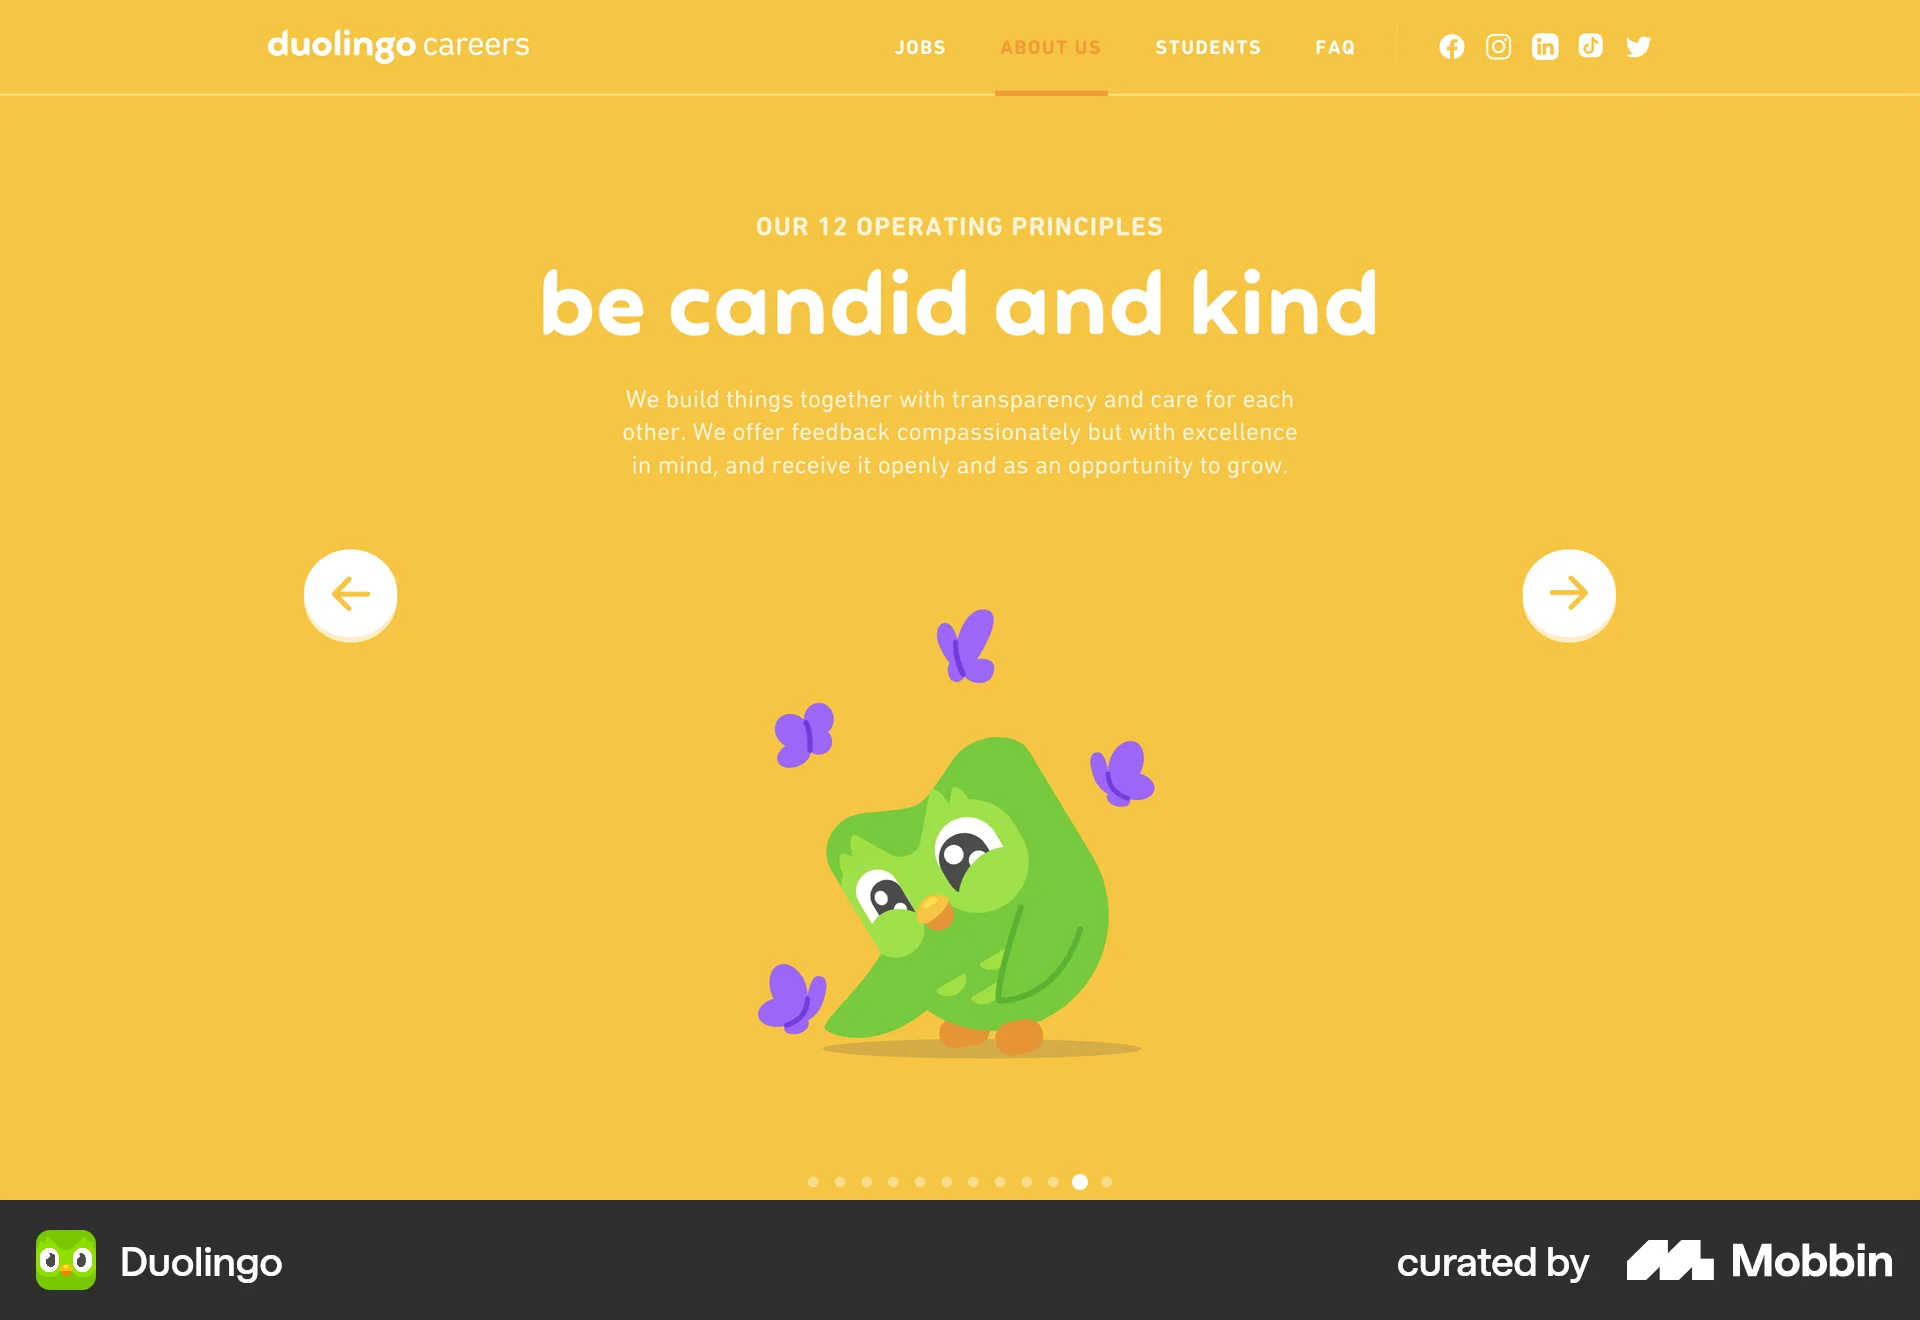 duolingo careers
JOBS ABOUT US STUDENTS FAQ
OUR 12 OPERATING PRINCIPLES
be candid and kind
We build things together with transparency and care for each
other. We offer feedback compassionately but with excellence
in mind, and receive it openly and as an opportunity to grow.
Duolingo
curated by Mobbin